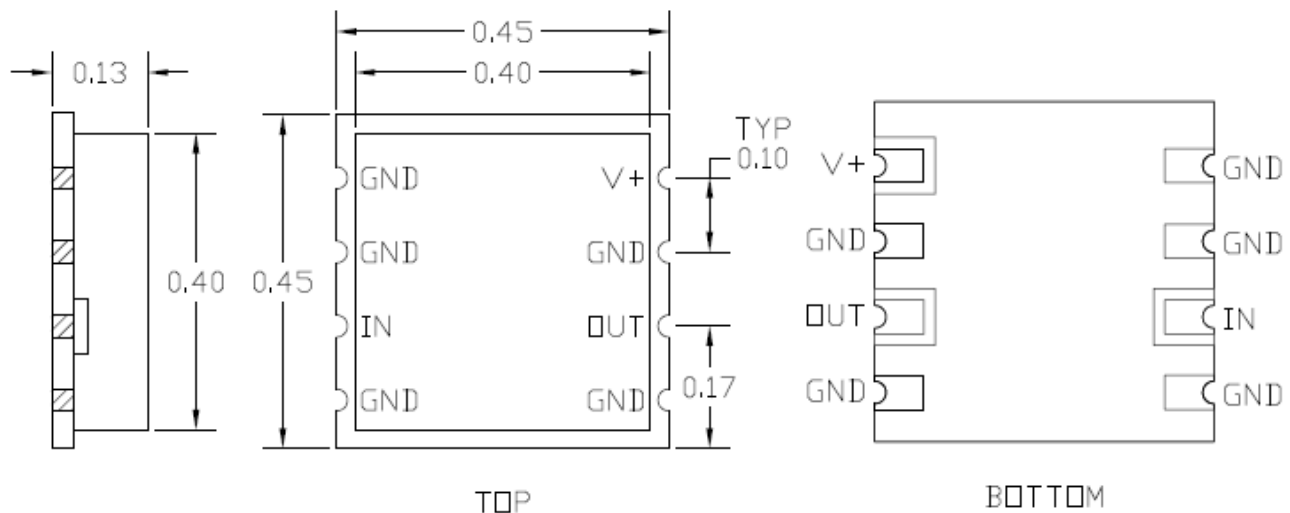 0.13
0.40
0.45
0.45
0.40
TYP
0.10
GND V+
GND GND
IN OUT
GND GND
0.17
TOP
V+ GND
GND GND
OUT IN
GND GND
BOTTOM